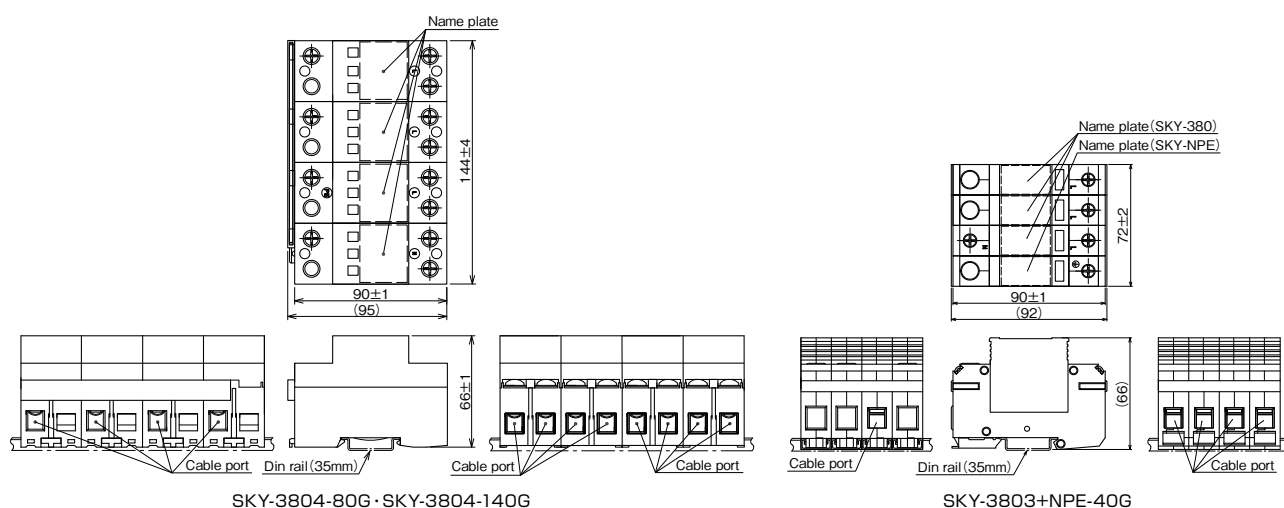 Name plate
144±4
90±1
(95)
Name plate(SKY-380)
Name plate(SKY-NPE)
L
L
N
L
72±2
90±1
(92)
L
L
N
66±1
Cable port
Din rail(35mm)
Cable port
Cable port
SKY-3804-80G・SKY-3804-140G
(66)
Cable port
Din rail(35mm)
Cable port
SKY-3803+NPE-40G